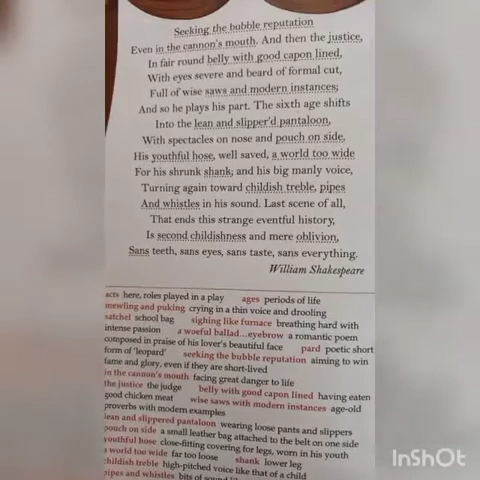 Seeking the bubble reputation
Even in the cannon's mouth. And then the justice,
In fair round belly with good capon lined,
With eyes severe and beard of formal cut,
Full of wise saws and modern instances;
And so he plays his part. The sixth age shifts
Into the lean and slipper'd pantaloon,
With spectacles on nose and pouch on side,
His youthful hose, well saved, a world too wide
For his shrunk shank; and his big manly voice,
Turning again toward childish treble, pipes
And whistles in his sound. Last scene of all,
That ends this strange eventful history,
Is second childishness and mere oblivion,
Sans teeth, sans eyes, sans taste, sans everything.
William Shakespeare
acts here, roles played in a play ages periods of life
mewling and puking crying in a thin voice and drooling
satchel school bag sighing like furnace breathing hard with
intense passion a woeful ballad...eyebrow a romantic poem
composed in praise of his lover's beautiful face pard poetic short
form of 'leopard' seeking the bubble reputation aiming to win
fame and glory, even if they are short-lived
in the cannon's mouth facing great danger to life
the justice the judge belly with good capon lined having eaten
good chicken meat wise saws with modern instances age-old
proverbs with modern examples
lean and slippered pantaloon wearing loose pants and slippers
pouch on side a small leather bag attached to the belt on one side
youthful hose close-fitting covering for legs, worn in his youth
a world too wide far too loose shank lower leg
childish treble high-pitched voice like that of a child
pipes and whistles bits of sound
InShOt